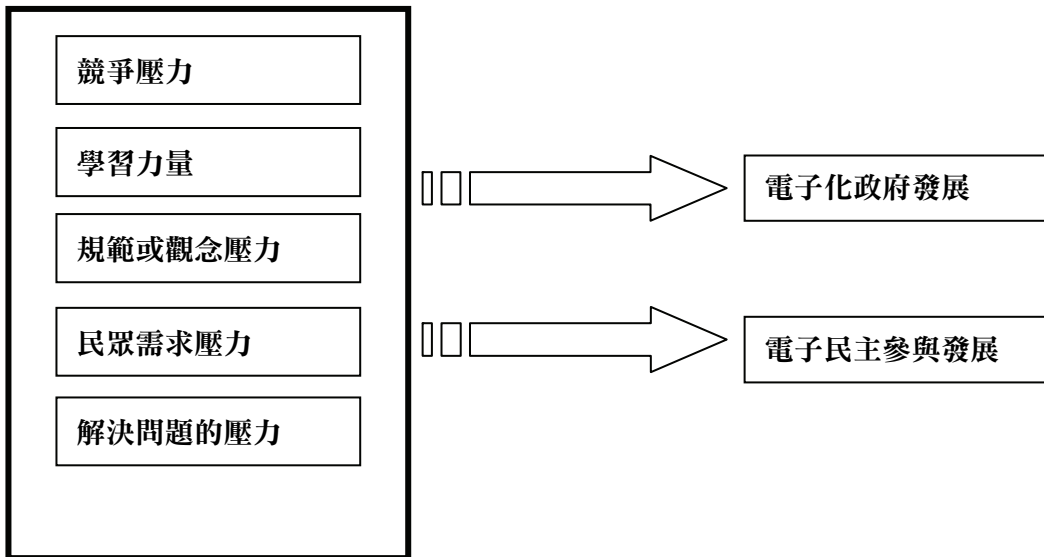 競爭壓力
學習力量
規範或觀念壓力
民眾需求壓力
解決問題的壓力
電子化政府發展
電子民主參與發展